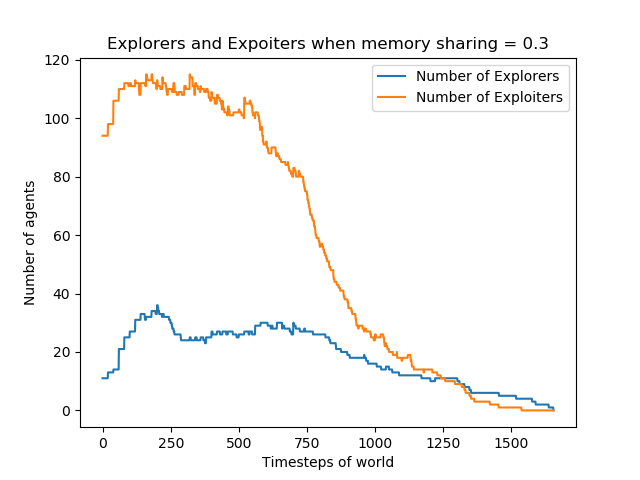 Explorers and Expoiters when memory sharing = 0.3
Number of Explorers
Number of Exploiters
Number of agents
120
100
80
60
40
20
0
0 250 500 750 1000 1250 1500
Timesteps of world